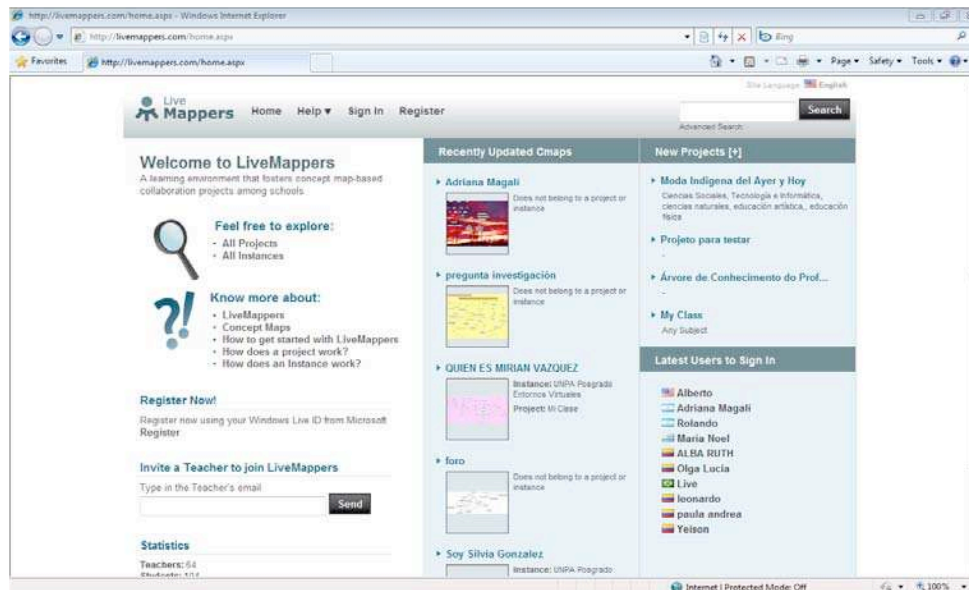 http://livemappers.com/home.aspx - Windows Internet Explorer
http://livemappers.com/home.aspx
Bing
Favorites
http://livemappers.com/home.aspx
Page
Safety
Tools
Site Language: English
Live
Mappers
Home
Help
Sign In
Register
Search
Advanced Search
Welcome to LiveMappers
A learning environment that fosters concept map-based
collaboration projects among schools
Feel free to explore:
• All Projects
• All Instances
Know more about:
• LiveMappers
• Concept Maps
• How to get started with LiveMappers
• How does a project work?
• How does an Instance work?
Register Now!
Register now using your Windows Live ID from Microsoft
Register
Invite a Teacher to join LiveMappers
Type in the Teacher's email
Send
Statistics
Teachers: 64
Students: 104
Recently Updated Cmaps
Adriana Magali
Does not belong to a project or
instance
pregunta investigación
Does not belong to a project or
instance
QUIEN ES MIRIAN VAZQUEZ
Instance: UNPA Posgrado
Entornos Virtuales
Project: Mi Clase
foro
Does not belong to a project or
instance
Soy Silvia Gonzalez
Instance: UNPA Posgrado
New Projects [+]
Moda Indigena del Ayer y Hoy
Ciencias Sociales, Tecnología e Informática,
ciencias naturales, educación artística,, educación
física
Projeto para testar
-
Árvore de Conhecimento do Prof...
-
My Class
Any Subject
Latest Users to Sign In
Alberto
Adriana Magali
Rolando
Maria Noel
ALBA RUTH
Olga Lucia
Live
leonardo
paula andrea
Yeison
Internet | Protected Mode: Off
100%